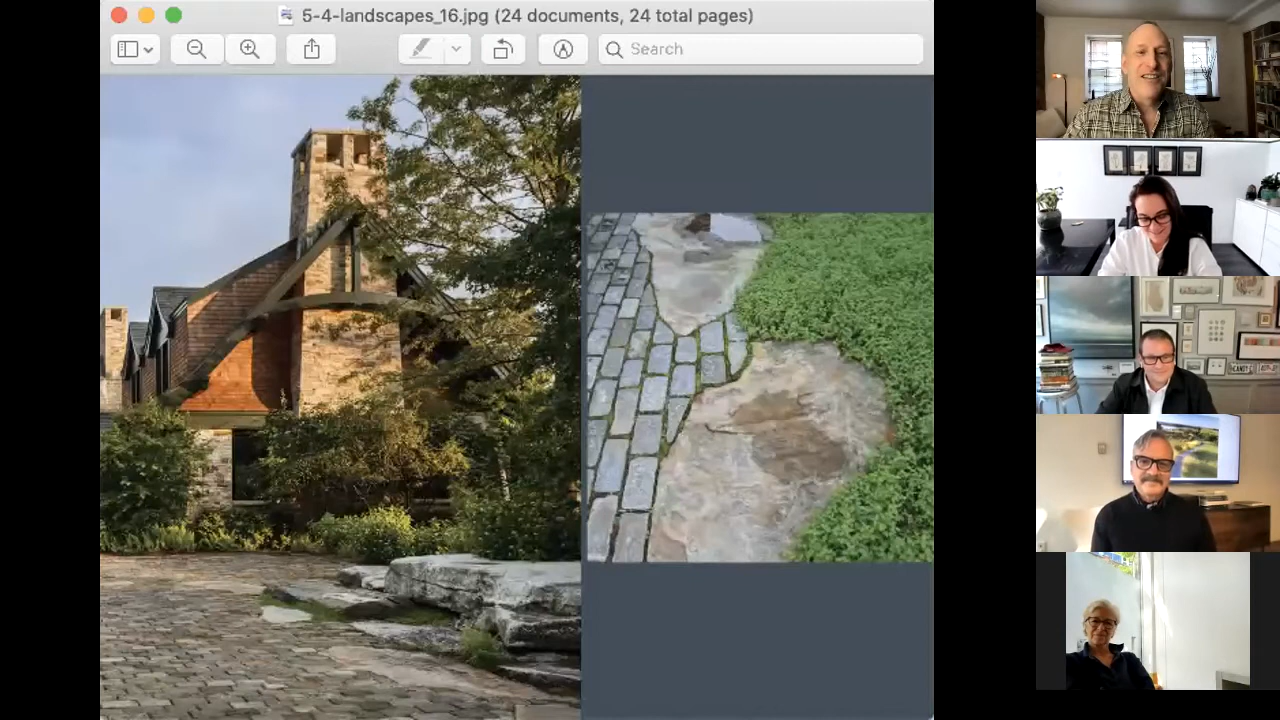 5-4-landscapes_16.jpg (24 documents, 24 total pages)
Search